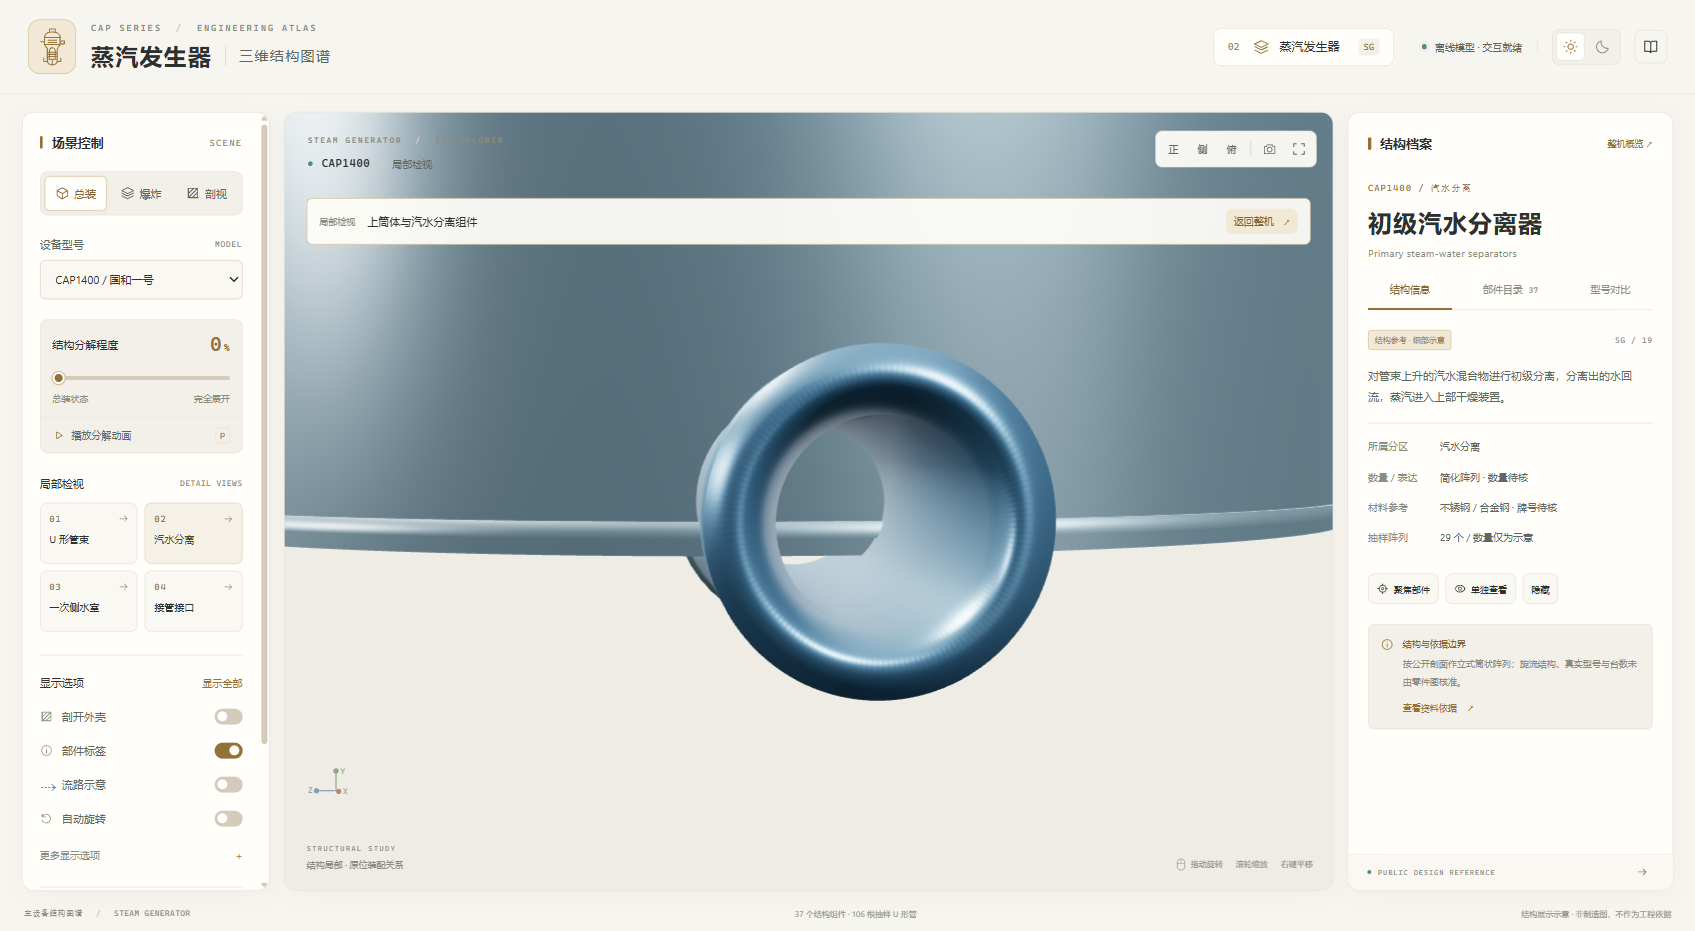 CAP SERIES / ENGINEERING ATLAS
蒸汽发生器 三维结构图谱
02 蒸汽发生器 SG
离线模型 · 交互就绪
场景控制 SCENE
总装 爆炸 剖视
设备型号 MODEL
CAP1400 / 国和一号
结构分解程度 0%
总装状态 完全展开
播放分解动画 P
局部检视 DETAIL VIEWS
01 →
U 形管束
02 →
汽水分离
03 →
一次侧水室
04 →
接管接口
显示选项 显示全部
剖开外壳
部件标签
流路示意
自动旋转
更多显示选项 +
STEAM GENERATOR / 3D EXPLORER
CAP1400 局部检视
正 侧 俯
局部检视 上筒体与汽水分离组件 返回整机 ↗
Y
Z X
STRUCTURAL STUDY
结构局部 · 原位装配关系
拖动旋转 滚轮缩放 右键平移
结构档案 整机概览 ↗
CAP1400 / 汽水分离
初级汽水分离器
Primary steam-water separators
结构信息 部件目录 37 型号对比
结构参考 · 细部示意 SG / 19
对管束上升的汽水混合物进行初级分离，分离出的水回
流，蒸汽进入上部干燥装置。
所属分区 汽水分离
数量 / 表达 简化阵列 · 数量待核
材料参考 不锈钢 / 合金钢 · 牌号待核
抽样阵列 29 个 / 数量仅为示意
聚焦部件 单独查看 隐藏
结构与依据边界
按公开剖面作立式筒状阵列；旋流结构、真实型号与台数未
由零件图核准。
查看资料依据 ↗
PUBLIC DESIGN REFERENCE →
主设备结构图谱 / STEAM GENERATOR
37 个结构组件 · 106 根抽样 U 形管
结构展示示意 · 非制造图，不作为工程依据